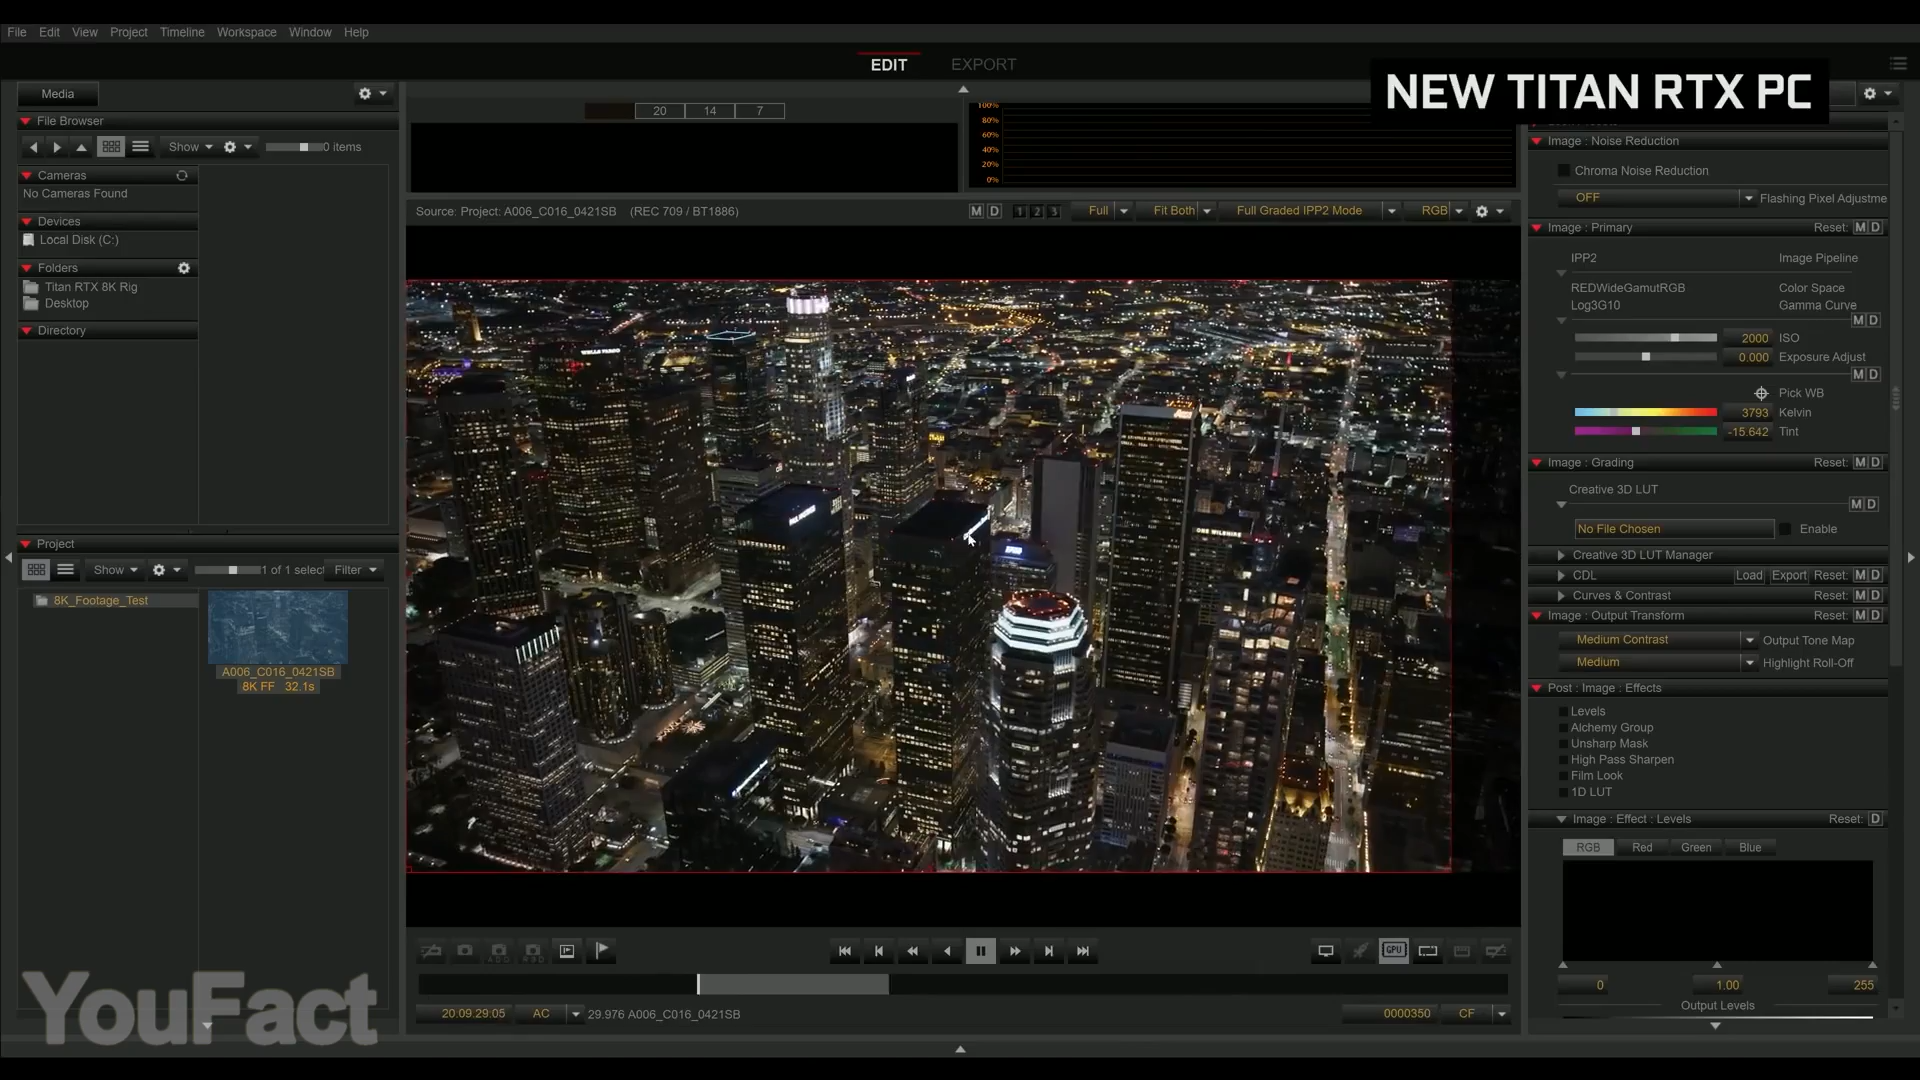 File Edit View Project Timeline Workspace Window Help
EDIT EXPORT
NEW TITAN RTX PC
Media
File Browser
Show 0 items
Cameras
No Cameras Found
Devices
Local Disk (C:)
Folders
Titan RTX 8K Rig
Desktop
Directory
20 14 7
100%
80%
60%
40%
20%
0%
Source: Project: A006_C016_0421SB (REC 709 / BT1886)
M D 1 2 3 Full Fit Both Full Graded IPP2 Mode RGB
WELLS FARGO
Project
Show 1 of 1 select Filter
8K_Footage_Test
A006_C016_0421SB
8K FF 32.1s
GPU
20:09.29:05 AC 29.976 A006_C016_0421SB 0000350 CF
Image : Noise Reduction
Chroma Noise Reduction
OFF Flashing Pixel Adjustme
Image : Primary Reset: M D
IPP2 Image Pipeline
REDWideGamutRGB Color Space
Log3G10 Gamma Curve
M D
2000 ISO
0.000 Exposure Adjust
M D
Pick WB
3793 Kelvin
-15.642 Tint
Image : Grading Reset: M D
Creative 3D LUT
M D
No File Chosen Enable
Creative 3D LUT Manager
CDL Load Export Reset: M D
Curves & Contrast Reset: M D
Image : Output Transform Reset: M D
Medium Contrast Output Tone Map
Medium Highlight Roll-Off
Post : Image : Effects
Levels
Alchemy Group
Unsharp Mask
High Pass Sharpen
Film Look
1D LUT
Image : Effect : Levels Reset: D
RGB Red Green Blue
0 1.00 255
Output Levels
YouFact